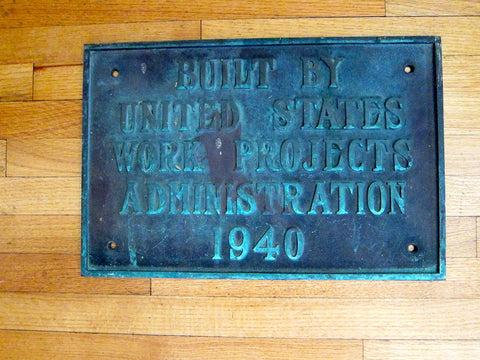 BUILT BY
UNITED STATES
WORK PROJECTS
ADMINISTRATION
1940